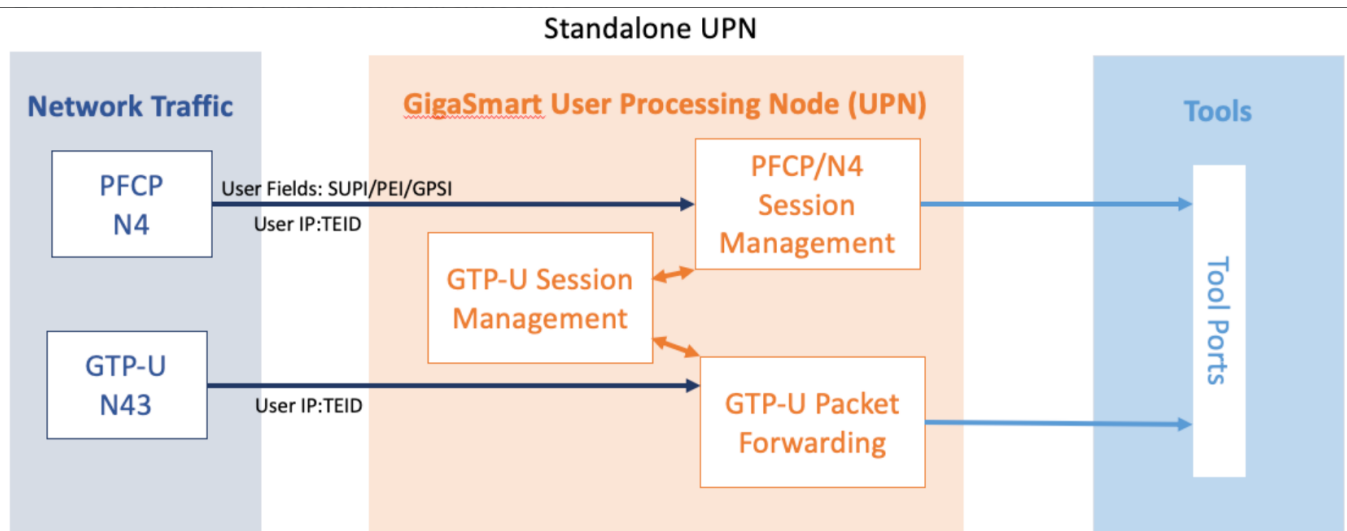 Standalone UPN
Network Traffic
GigaSmart User Processing Node (UPN)
Tools
PFCP
N4
User Fields: SUPI/PEI/GPSI
User IP:TEID
PFCP/N4
Session
Management
GTP-U Session
Management
Tool Ports
GTP-U
N43
User IP:TEID
GTP-U Packet
Forwarding